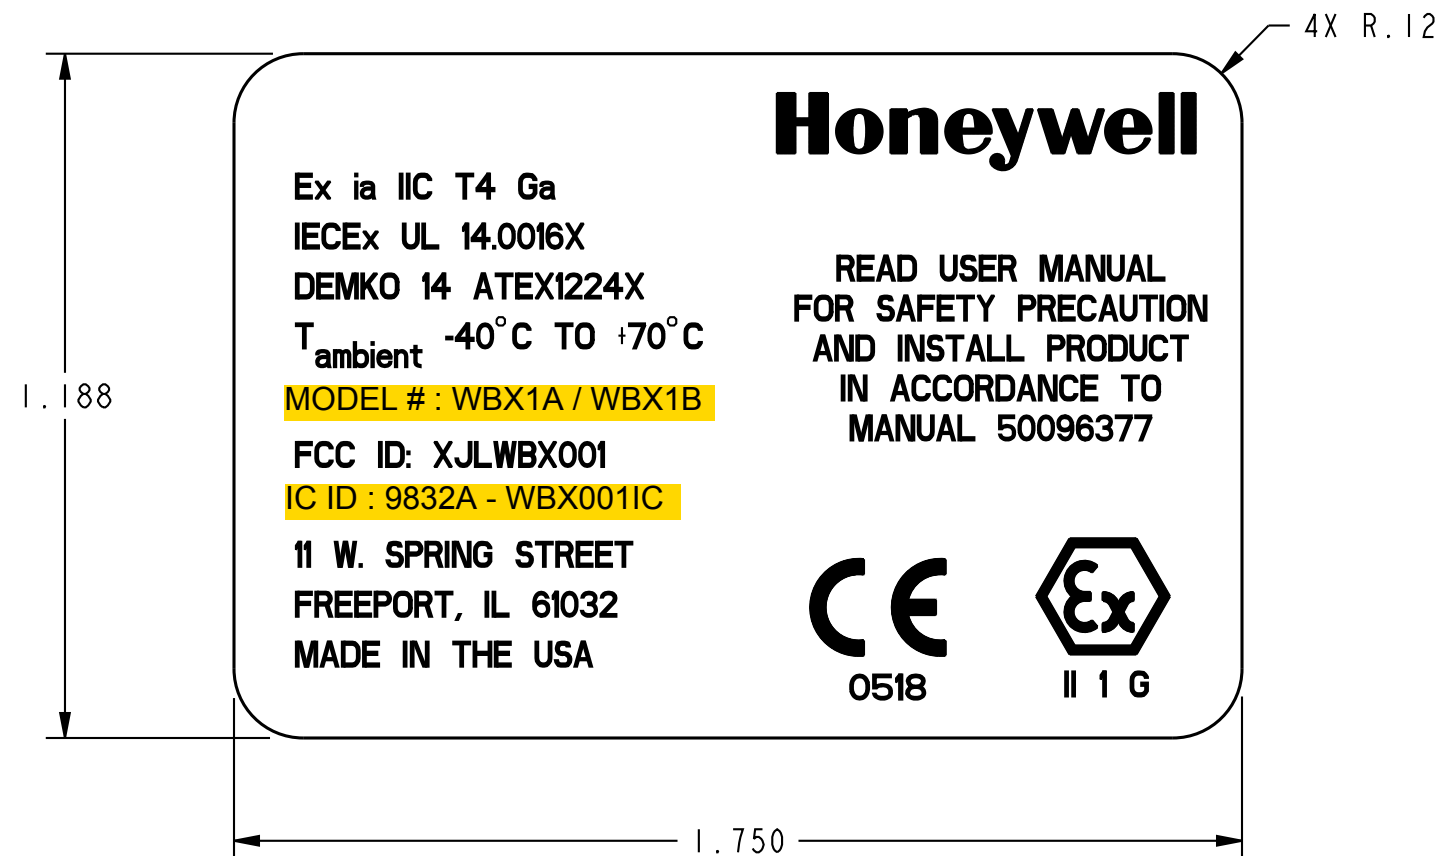 4X R.12
Honeywell
Ex ia IIC T4 Ga
IECEx UL 14.0016X
DEMKO 14 ATEX1224X
Tambient -40°C TO +70°C
MODEL # : WBX1A / WBX1B
FCC ID: XJLWBX001
IC ID : 9832A - WBX001IC
11 W. SPRING STREET
FREEPORT, IL 61032
MADE IN THE USA
READ USER MANUAL
FOR SAFETY PRECAUTION
AND INSTALL PRODUCT
IN ACCORDANCE TO
MANUAL 50096377
CE
0518
Ex
II 1 G
1.188
1.750